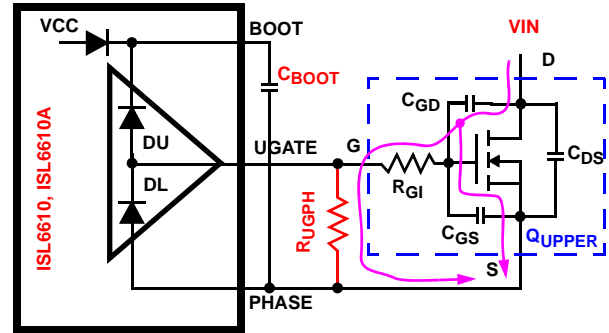 VCC
BOOT
VIN
D
CBOOT
CGD
DU
UGATE
G
CDS
DL
RGI
ISL6610, ISL6610A
RUGPH
CGS
QUPPER
S
PHASE